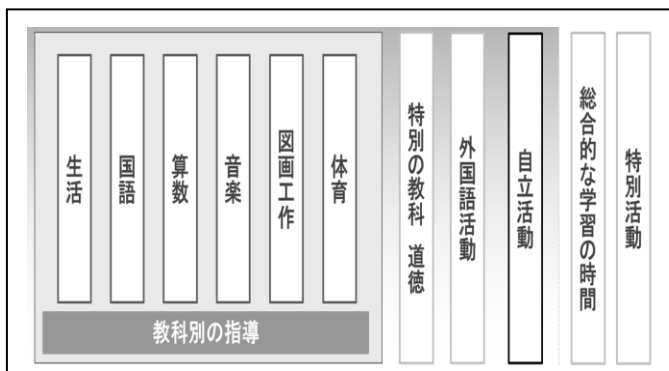 生活
国語
算数
音楽
図画工作
体育
教科別の指導
特別の教科 道徳
外国語活動
自立活動
総合的な学習の時間
特別活動